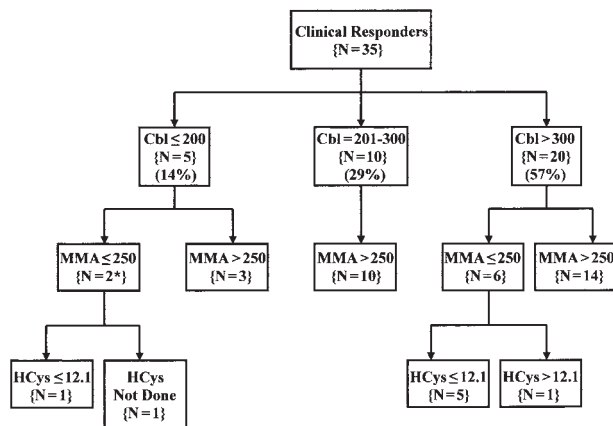 Clinical Responders
{N=35}
Cbl ≤ 200
{N=5}
(14%)
Cbl = 201-300
{N=10}
(29%)
Cbl > 300
{N=20}
(57%)
MMA ≤ 250
{N=2*}
MMA > 250
{N=3}
MMA > 250
{N=10}
MMA ≤ 250
{N=6}
MMA > 250
{N=14}
HCys ≤ 12.1
{N=1}
HCys
Not Done
{N=1}
HCys ≤ 12.1
{N=5}
HCys > 12.1
{N=1}